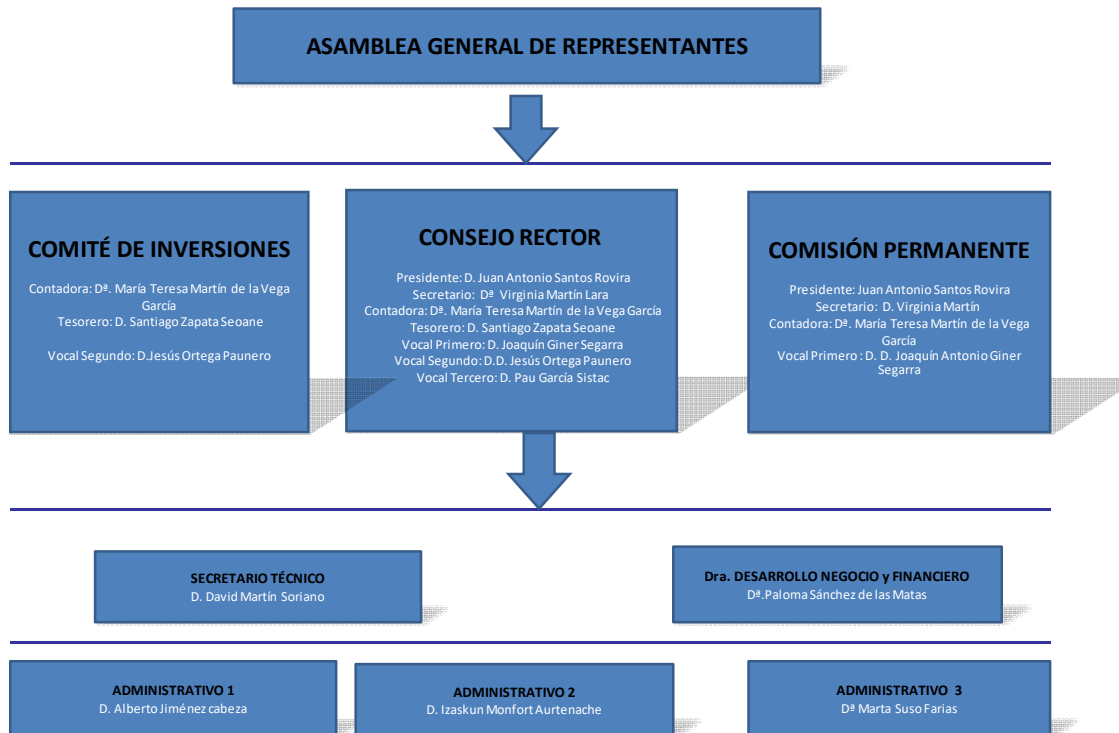 ASAMBLEA GENERAL DE REPRESENTANTES
COMITÉ DE INVERSIONES
Contadora: Dª. María Teresa Martín de la Vega
García
Tesorero: D. Santiago Zapata Seoane
Vocal Segundo: D.Jesús Ortega Paunero
CONSEJO RECTOR
Presidente: D. Juan Antonio Santos Rovira
Secretario: Dª Virginia Martín Lara
Contadora: Dª. María Teresa Martín de la Vega García
Tesorero: D. Santiago Zapata Seoane
Vocal Primero: D. Joaquín Giner Segarra
Vocal Segundo: D.D. Jesús Ortega Paunero
Vocal Tercero: D. Pau García Sistac
COMISIÓN PERMANENTE
Presidente: Juan Antonio Santos Rovira
Secretario: D. Virginia Martín
Contadora: Dª. María Teresa Martín de la Vega
García
Vocal Primero : D. D. Joaquín Antonio Giner
Segarra
SECRETARIO TÉCNICO
D. David Martín Soriano
Dra. DESARROLLO NEGOCIO y FINANCIERO
Dª.Paloma Sánchez de las Matas
ADMINISTRATIVO 1
D. Alberto Jiménez cabeza
ADMINISTRATIVO 2
D. Izaskun Monfort Aurtenache
ADMINISTRATIVO 3
Dª Marta Suso Farias